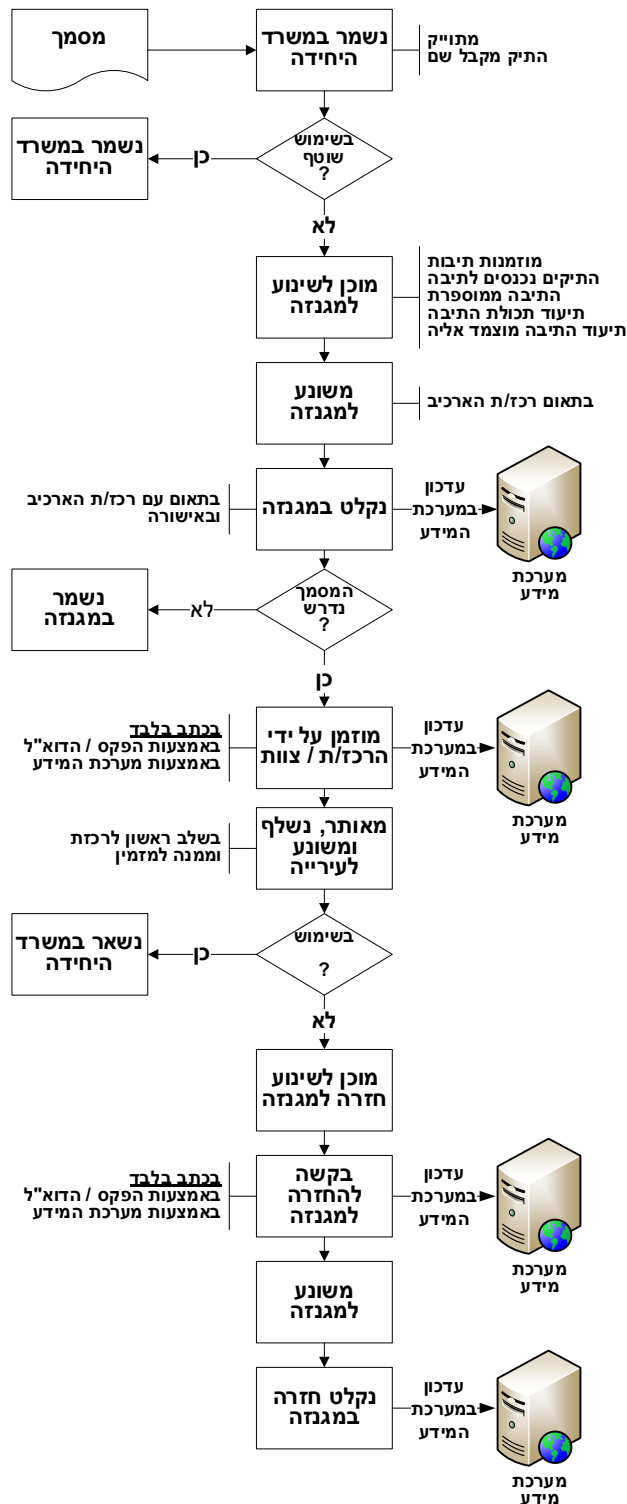 מסמך
נשמר במשרד
היחידה
מתוייק
התיק מקבל שם
בשימוש
שוטף
?
כן
נשמר במשרד
היחידה
לא
מוכן לשינוע
למגנזה
מוזמנות תיבות
התיקים נכנסים לתיבה
התיבה ממוספרת
תיעוד תכולת התיבה
תיעוד התיבה מוצמד אליה
משונע
למגנזה
בתאום רכז/ת הארכיב
נקלט במגנזה
בתאום עם רכז/ת הארכיב
ובאישורה
עדכון
במערכת
המידע
מערכת
מידע
המסמך
נדרש
?
לא
נשמר
במגנזה
כן
מוזמן על ידי
הרכז/ת / צוות
בכתב בלבד
באמצעות הפקס / הדוא"ל
באמצעות מערכת המידע
עדכון
במערכת
המידע
מערכת
מידע
מאותר, נשלף
ומשונע
לעירייה
בשלב ראשון לרכזת
וממנה למזמין
בשימוש
?
כן
נשאר במשרד
היחידה
לא
מוכן לשינוע
חזרה למגנזה
בקשה
להחזרה
למגנזה
בכתב בלבד
באמצעות הפקס / הדוא"ל
באמצעות מערכת המידע
עדכון
במערכת
המידע
מערכת
מידע
משונע
למגנזה
נקלט חזרה
במגנזה
עדכון
במערכת
המידע
מערכת
מידע